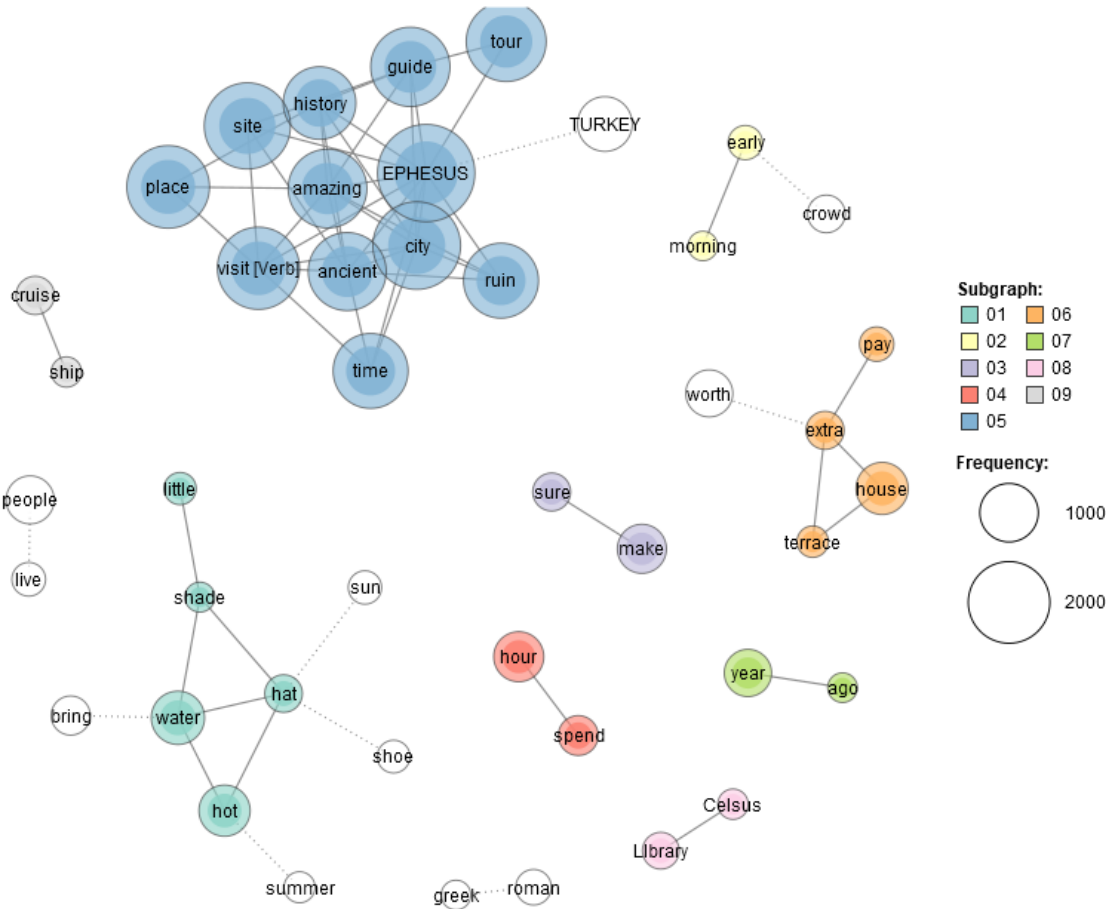 tour
guide
history
site
TURKEY
early
EPHESUS
place
amazing
crowd
morning
city
visit [Verb]
ancient
ruin
cruise
ship
time
Subgraph:
01
06
02
07
03
08
04
09
05
pay
worth
extra
Frequency:
house
1000
terrace
2000
people
live
little
sure
make
shade
sun
hour
year
ago
hat
bring
water
spend
shoe
hot
Celsus
LIbrary
summer
greek
roman